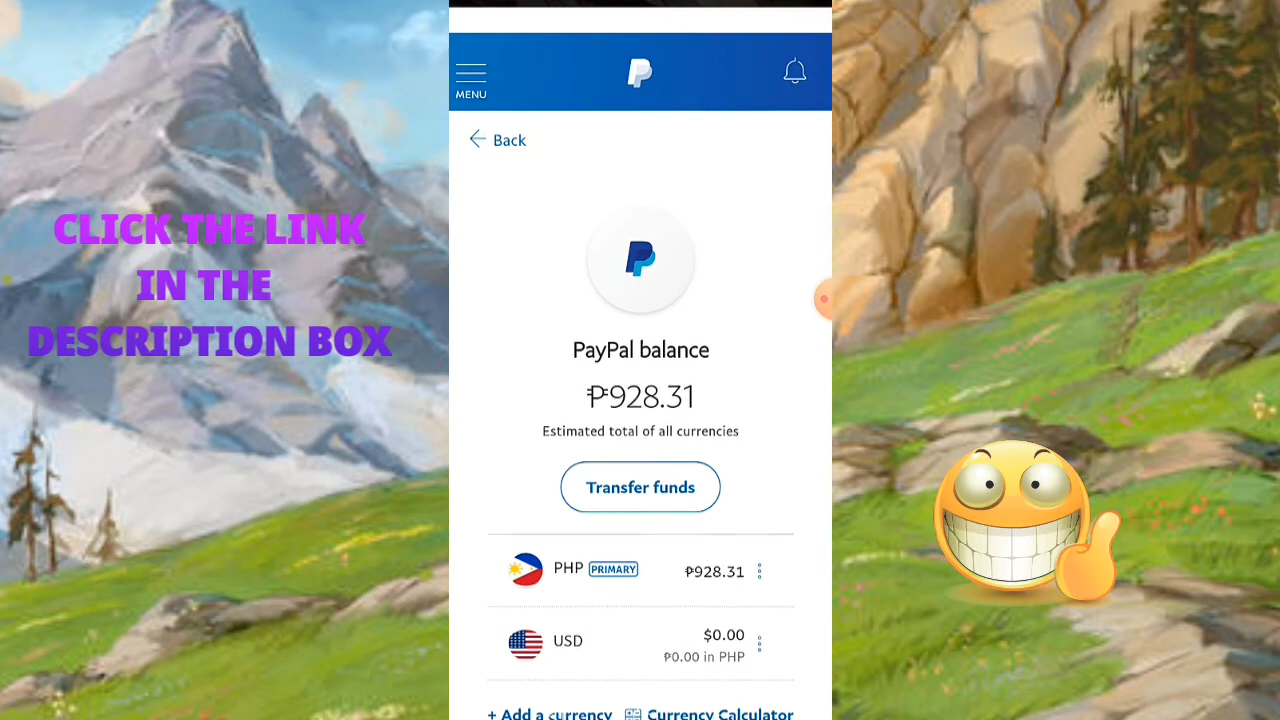 CLICK THE LINK
IN THE
DESCRIPTION BOX
MENU
Back
PayPal balance
₱928.31
Estimated total of all currencies
Transfer funds
PHP PRIMARY ₱928.31
USD $0.00
₱0.00 in PHP
+ Add a currency Currency Calculator